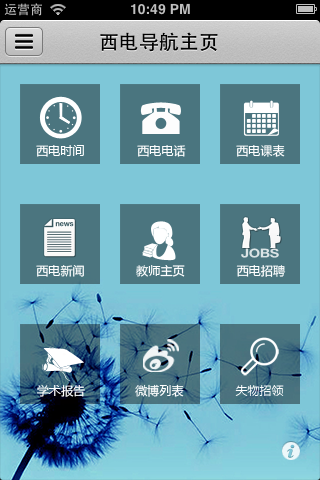 运营商 10:49 PM
西电导航主页
西电时间 西电电话 西电课表
news
西电新闻 教师主页 JOBS
西电招聘
学术报告 微博列表 失物招领
i